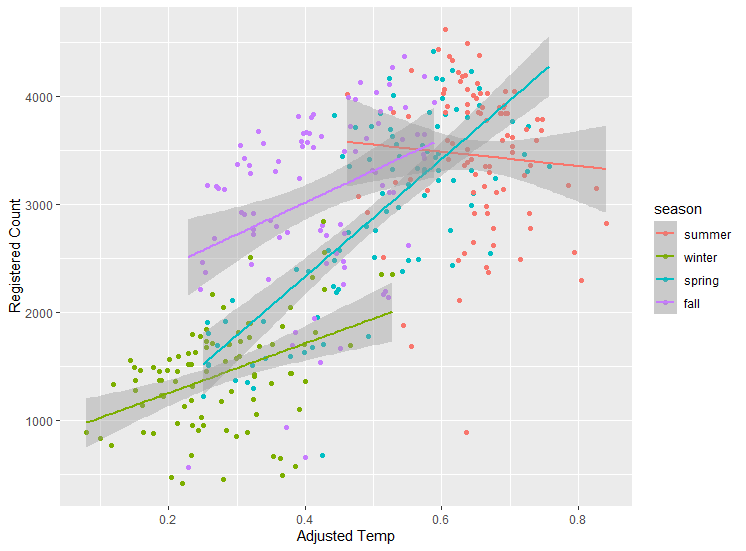 4000
3000
2000
1000
Registered Count
0.2
0.4
0.6
0.8
Adjusted Temp
season
summer
winter
spring
fall